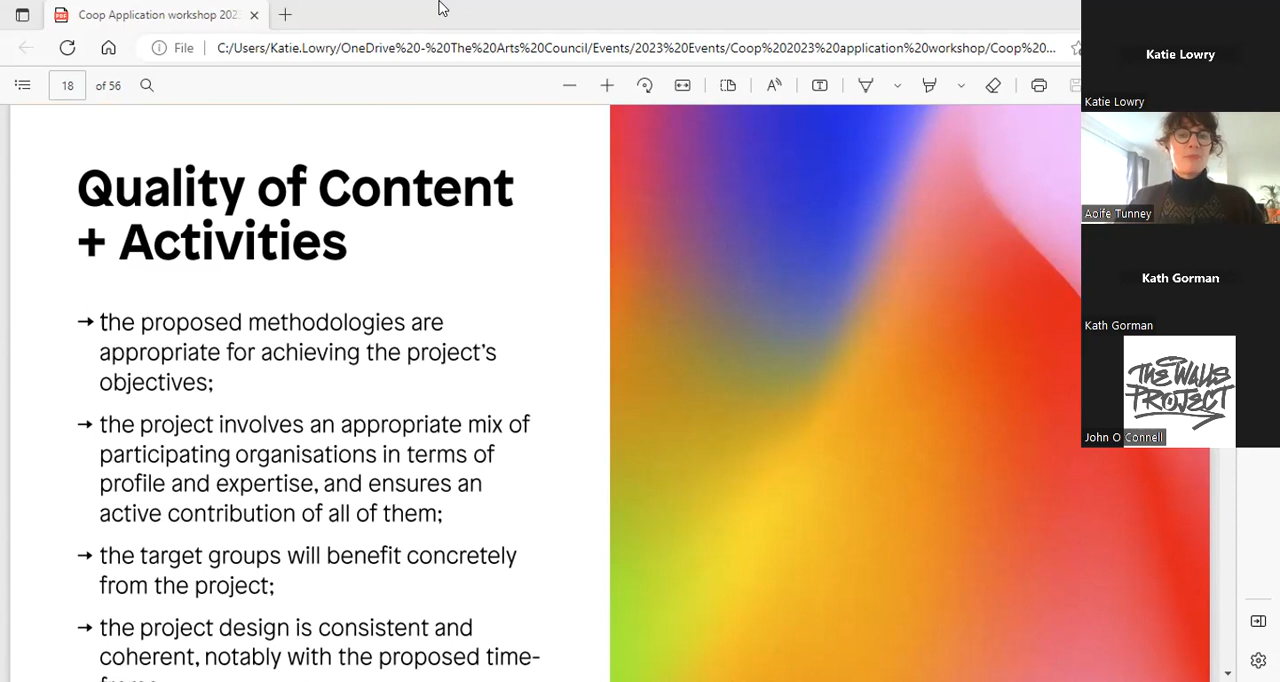 Coop Application workshop 202
File
C:/Users/Katie.Lowry/OneDrive%20-%20The%20Arts%20Council/Events/2023%20Events/Coop%202023%20application%20workshop/Coop%20...
18 of 56
Quality of Content
+ Activities
→ the proposed methodologies are
appropriate for achieving the project’s
objectives;
→ the project involves an appropriate mix of
participating organisations in terms of
profile and expertise, and ensures an
active contribution of all of them;
→ the target groups will benefit concretely
from the project;
→ the project design is consistent and
coherent, notably with the proposed time-
Katie Lowry
Katie Lowry
Aoife Tunney
Kath Gorman
Kath Gorman
THE WALLS
PROJECT
John O Connell